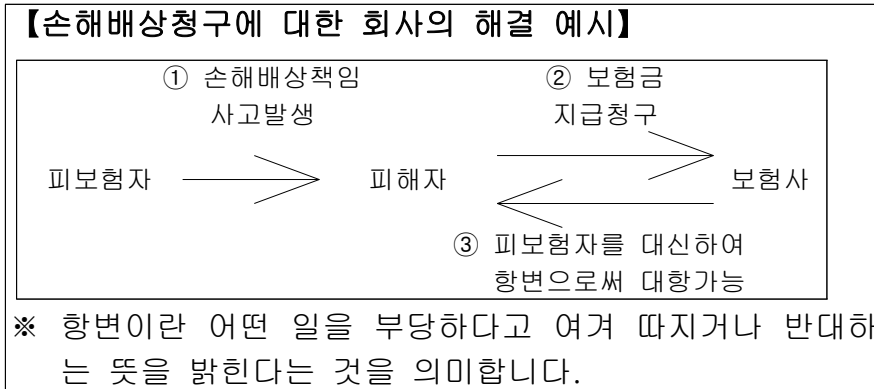 【손해배상청구에 대한 회사의 해결 예시】
① 손해배상책임
사고발생
② 보험금
지급청구
피보험자
피해자
보험사
③ 피보험자를 대신하여
항변으로써 대항가능
※ 항변이란 어떤 일을 부당하다고 여겨 따지거나 반대하
는 뜻을 밝힌다는 것을 의미합니다.